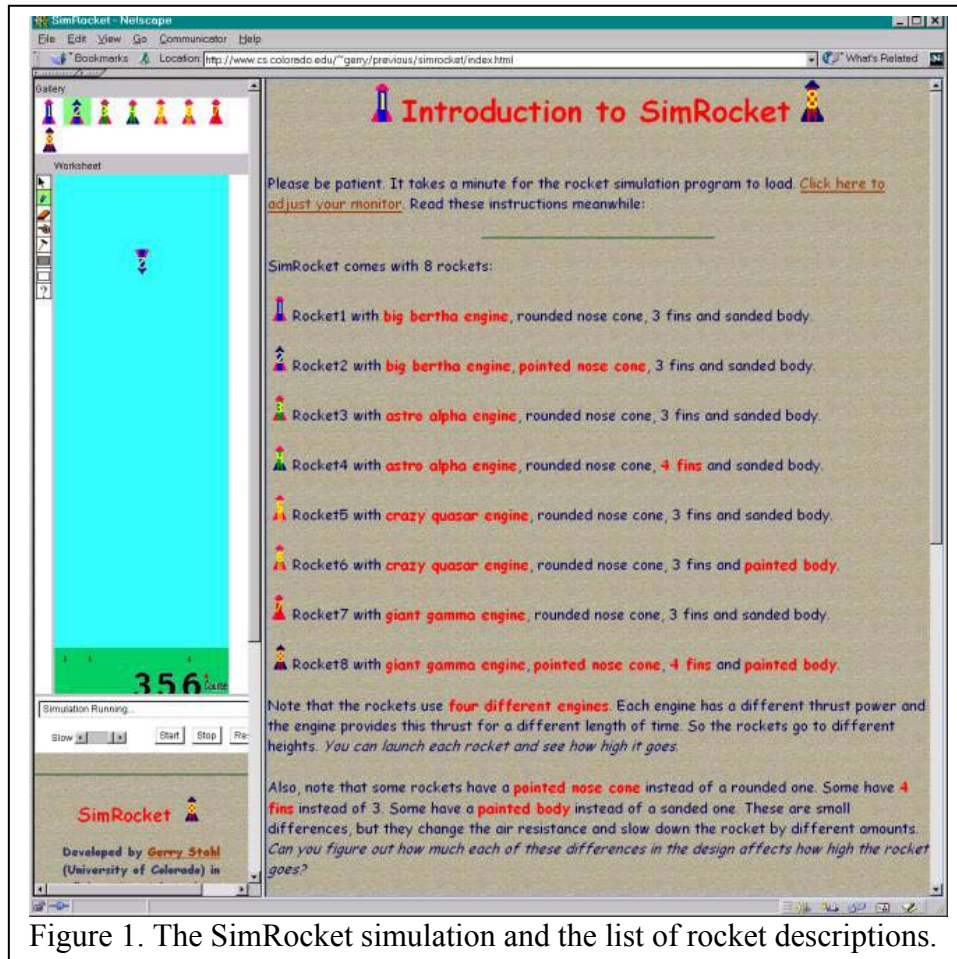 SimRocket - Netscape
File Edit View Go Communicator Help
Bookmarks Location: http://www.cs.colorado.edu/~gerry/previous/simrocket/index.html What's Related
Gallery
Worksheet
?
356
Simulation Running...
Slow Start Stop Re
SimRocket
Developed by Gerry Stahl
(University of Colorado) in
Introduction to SimRocket
Please be patient. It takes a minute for the rocket simulation program to load. Click here to
adjust your monitor. Read these instructions meanwhile:
SimRocket comes with 8 rockets:
Rocket1 with big bertha engine, rounded nose cone, 3 fins and sanded body.
Rocket2 with big bertha engine, pointed nose cone, 3 fins and sanded body.
Rocket3 with astro alpha engine, rounded nose cone, 3 fins and sanded body.
Rocket4 with astro alpha engine, rounded nose cone, 4 fins and sanded body.
Rocket5 with crazy quasar engine, rounded nose cone, 3 fins and sanded body.
Rocket6 with crazy quasar engine, rounded nose cone, 3 fins and painted body.
Rocket7 with giant gamma engine, rounded nose cone, 3 fins and sanded body.
Rocket8 with giant gamma engine, pointed nose cone, 4 fins and painted body.
Note that the rockets use four different engines. Each engine has a different thrust power and
the engine provides this thrust for a different length of time. So the rockets go to different
heights. You can launch each rocket and see how high it goes.
Also, note that some rockets have a pointed nose cone instead of a rounded one. Some have 4
fins instead of 3. Some have a painted body instead of a sanded one. These are small
differences, but they change the air resistance and slow down the rocket by different amounts.
Can you figure out how much each of these differences in the design affects how high the rocket
goes?
Figure 1. The SimRocket simulation and the list of rocket descriptions.